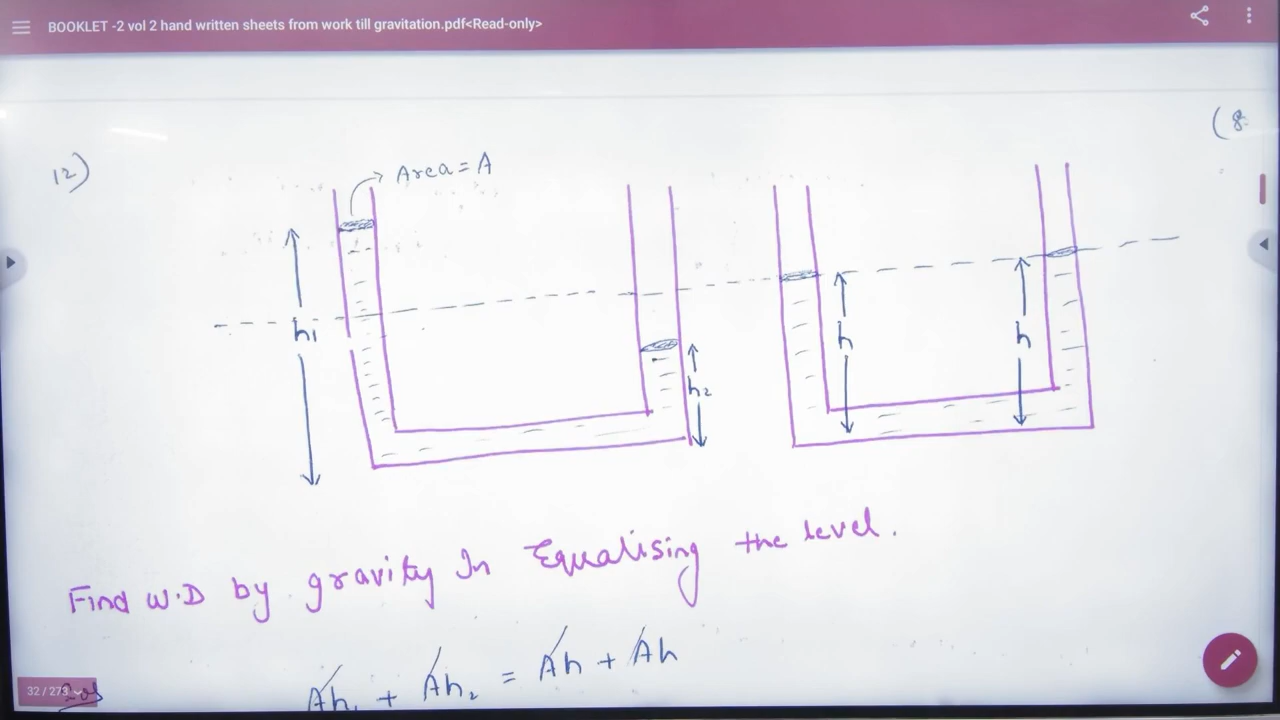 BOOKLET -2 vol 2 hand written sheets from work till gravitation.pdf<Read-only>
(8
12)
Area = A
h₁
h₂
h
h
Find W.D by gravity In Equalising the level.
32 / 273
Ah₁ + Ah₂ = Ah + Ah